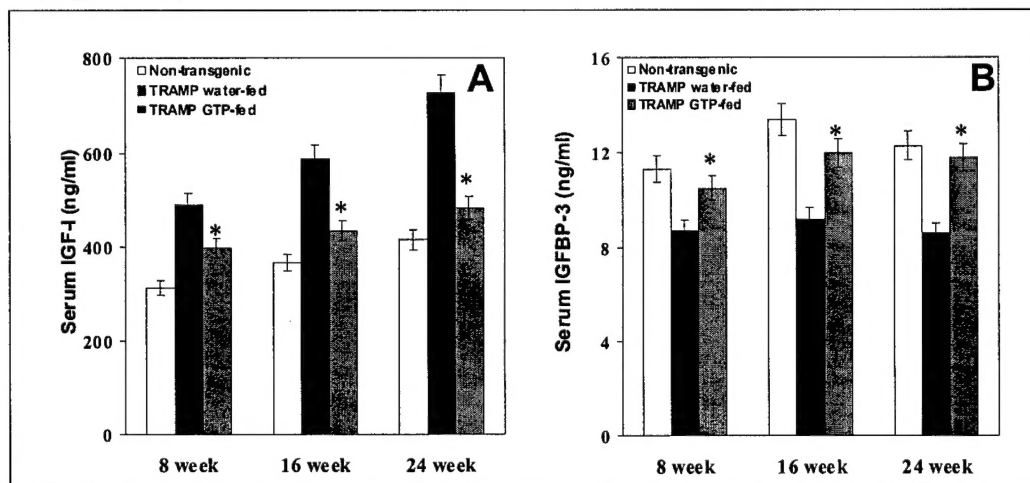 A
Serum IGF-I (ng/ml)
800
600
400
200
0
Non-transgenic
TRAMP water-fed
TRAMP GTP-fed
*
*
*
8 week
16 week
24 week
B
Serum IGFBP-3 (ng/ml)
16
12
8
4
0
Non-transgenic
TRAMP water-fed
TRAMP GTP-fed
*
*
*
8 week
16 week
24 week